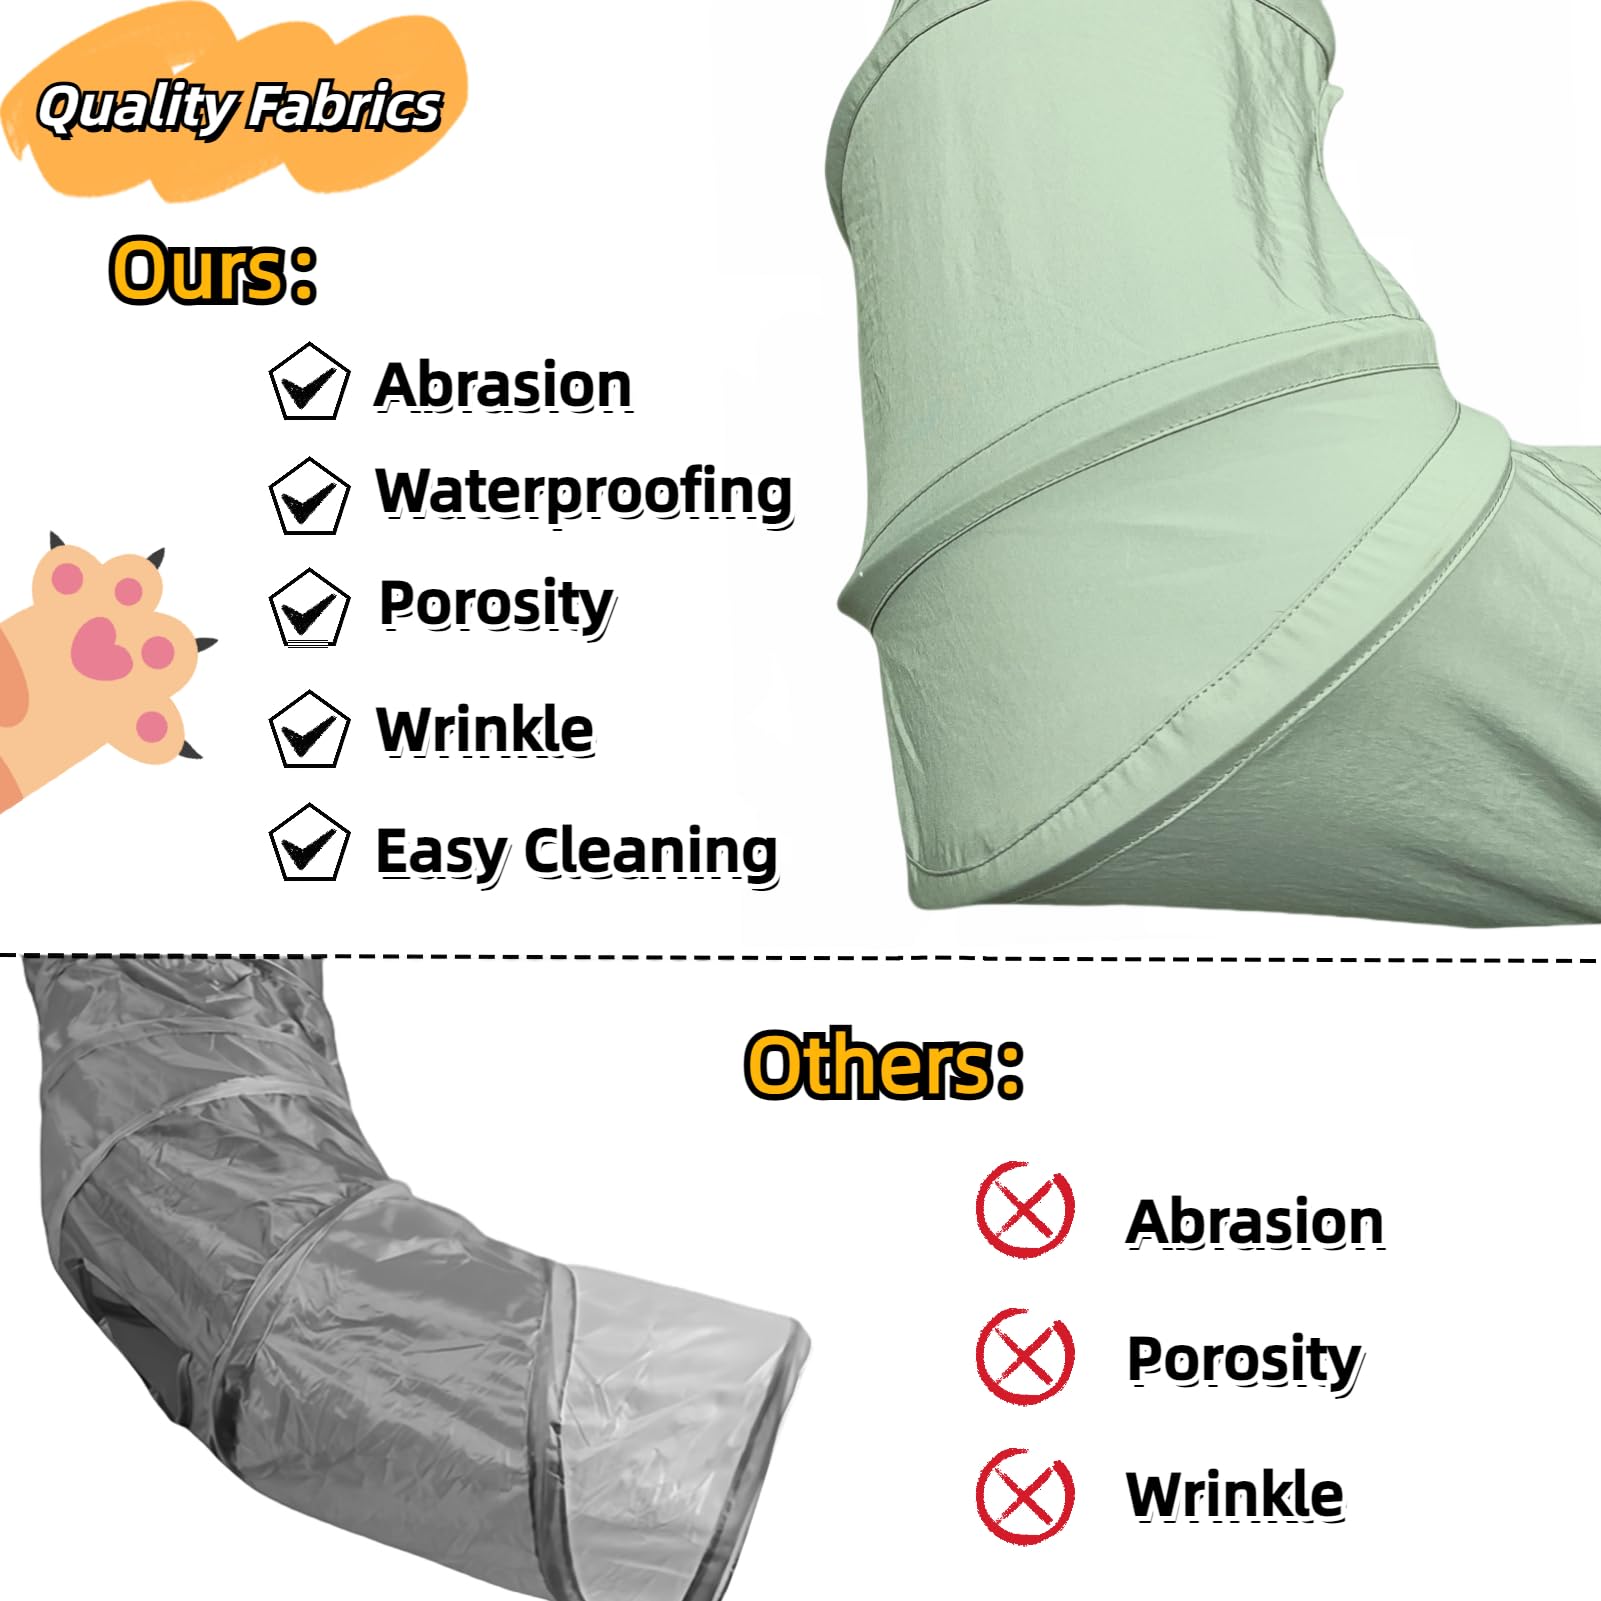 Quality Fabrics
Ours:
Abrasion
Waterproofing
Porosity
Wrinkle
Easy Cleaning
Others:
Abrasion
Porosity
Wrinkle